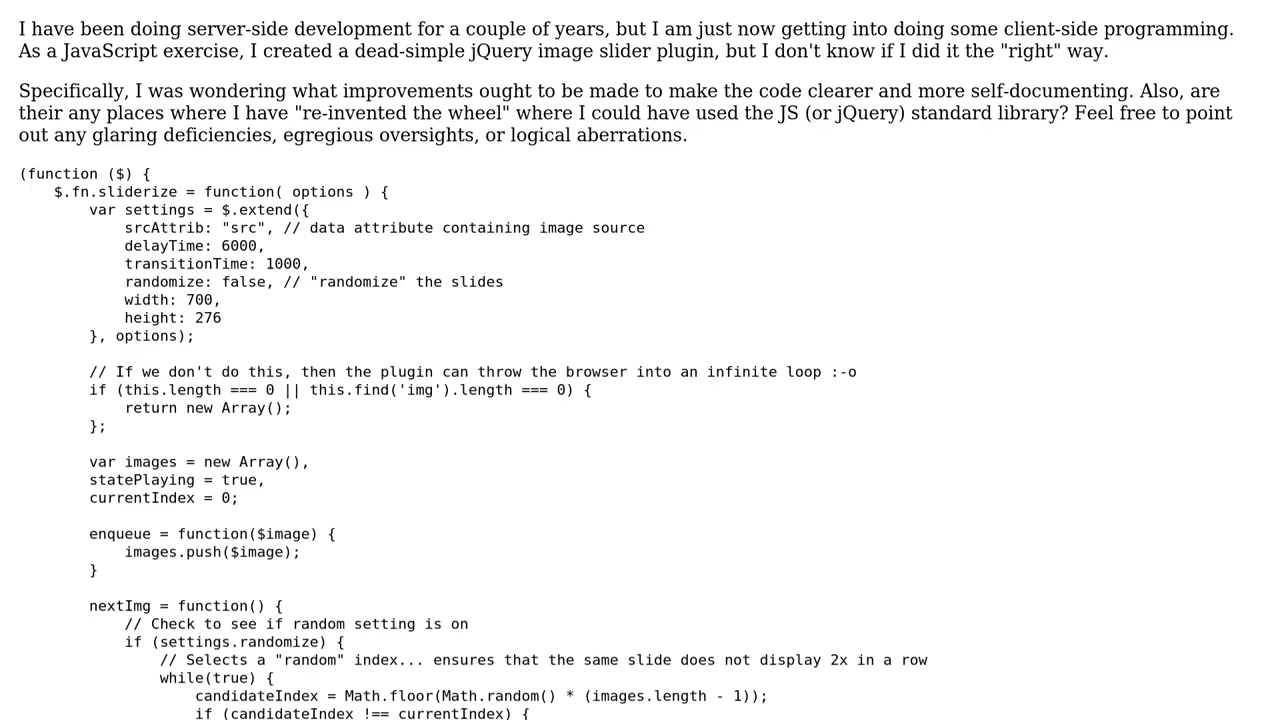 I have been doing server-side development for a couple of years, but I am just now getting into doing some client-side programming.
As a JavaScript exercise, I created a dead-simple jQuery image slider plugin, but I don't know if I did it the "right" way.
Specifically, I was wondering what improvements ought to be made to make the code clearer and more self-documenting. Also, are
their any places where I have "re-invented the wheel" where I could have used the JS (or jQuery) standard library? Feel free to point
out any glaring deficiencies, egregious oversights, or logical aberrations.
(function ($) {
    $.fn.sliderize = function( options ) {
        var settings = $.extend({
            srcAttrib: "src", // data attribute containing image source
            delayTime: 6000,
            transitionTime: 1000,
            randomize: false, // "randomize" the slides
            width: 700,
            height: 276
        }, options);
        // If we don't do this, then the plugin can throw the browser into an infinite loop :-o
        if (this.length === 0 || this.find('img').length === 0) {
            return new Array();
        };
        var images = new Array(),
        statePlaying = true,
        currentIndex = 0;
        enqueue = function($image) {
            images.push($image);
        }
        nextImg = function() {
            // Check to see if random setting is on
            if (settings.randomize) {
                // Selects a "random" index... ensures that the same slide does not display 2x in a row
                while(true) {
                    candidateIndex = Math.floor(Math.random() * (images.length - 1));
                    if (candidateIndex !== currentIndex) {